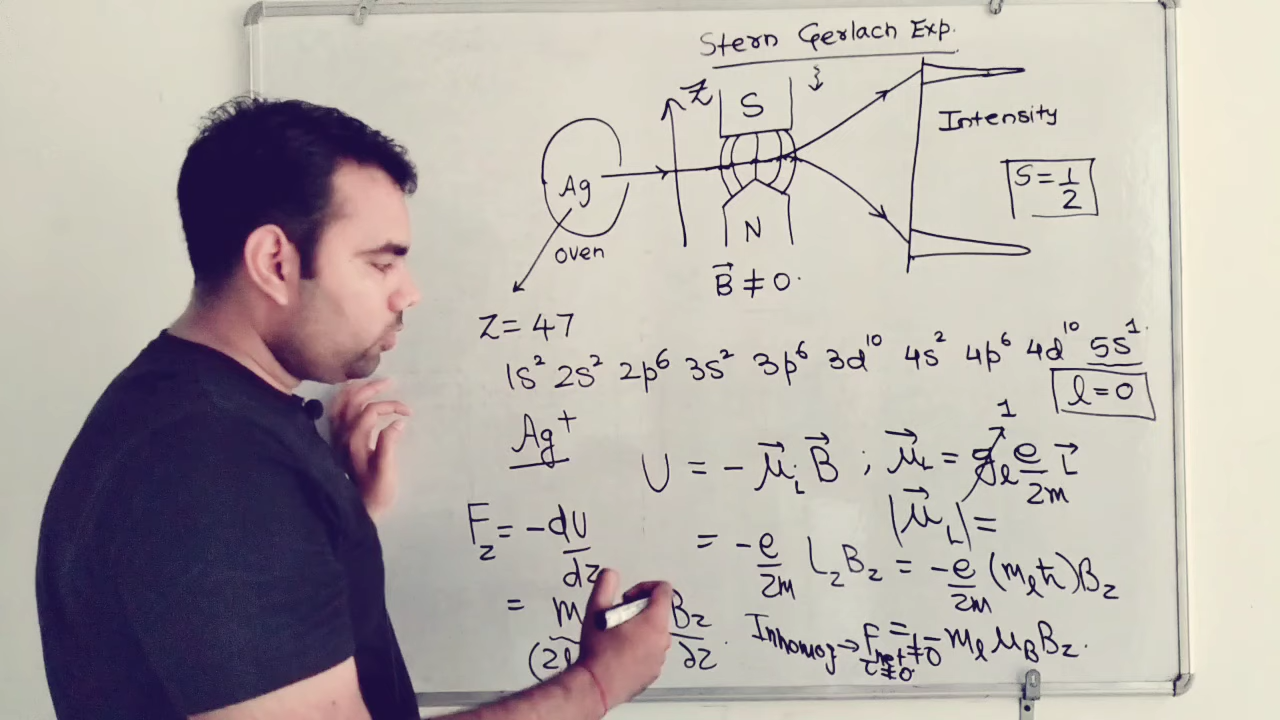 Stern Gerlach Exp.
Z
S
Intensity
S = 1/2
Ag
N
oven
B⃗ ≠ 0.
Z = 47
1s² 2s² 2p⁶ 3s² 3p⁶ 3d¹⁰ 4s² 4p⁶ 4d¹⁰ 5s¹
l = 0
Ag⁺
1
U = - μ⃗_L . B⃗ ; μ⃗_L = g_l e/2m L⃗
|μ⃗_L| =
F_z = - dU/dz
= - e/2m L_z B_z = - e/2m (m_l ħ) B_z
= m B_z/∂z
(2l
Inhomog → F_net ≠ 0
τ ≠ 0
= - m_l μ_B B_z.